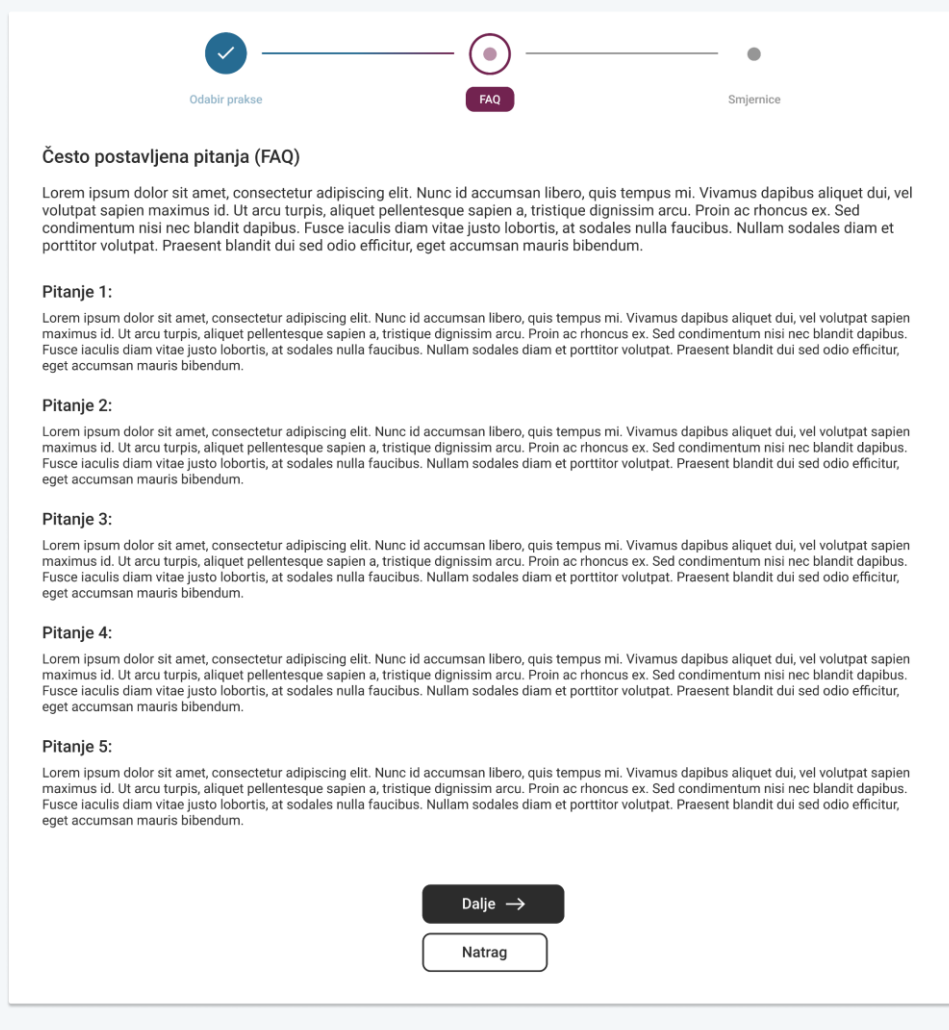 Odabir prakse
FAQ
Smjernice
Često postavljena pitanja (FAQ)
Lorem ipsum dolor sit amet, consectetur adipiscing elit. Nunc id accumsan libero, quis tempus mi. Vivamus dapibus aliquet dui, vel
volutpat sapien maximus id. Ut arcu turpis, aliquet pellentesque sapien a, tristique dignissim arcu. Proin ac rhoncus ex. Sed
condimentum nisi nec blandit dapibus. Fusce iaculis diam vitae justo lobortis, at sodales nulla faucibus. Nullam sodales diam et
porttitor volutpat. Praesent blandit dui sed odio efficitur, eget accumsan mauris bibendum.
Pitanje 1:
Lorem ipsum dolor sit amet, consectetur adipiscing elit. Nunc id accumsan libero, quis tempus mi. Vivamus dapibus aliquet dui, vel volutpat sapien
maximus id. Ut arcu turpis, aliquet pellentesque sapien a, tristique dignissim arcu. Proin ac rhoncus ex. Sed condimentum nisi nec blandit dapibus.
Fusce iaculis diam vitae justo lobortis, at sodales nulla faucibus. Nullam sodales diam et porttitor volutpat. Praesent blandit dui sed odio efficitur,
eget accumsan mauris bibendum.
Pitanje 2:
Lorem ipsum dolor sit amet, consectetur adipiscing elit. Nunc id accumsan libero, quis tempus mi. Vivamus dapibus aliquet dui, vel volutpat sapien
maximus id. Ut arcu turpis, aliquet pellentesque sapien a, tristique dignissim arcu. Proin ac rhoncus ex. Sed condimentum nisi nec blandit dapibus.
Fusce iaculis diam vitae justo lobortis, at sodales nulla faucibus. Nullam sodales diam et porttitor volutpat. Praesent blandit dui sed odio efficitur,
eget accumsan mauris bibendum.
Pitanje 3:
Lorem ipsum dolor sit amet, consectetur adipiscing elit. Nunc id accumsan libero, quis tempus mi. Vivamus dapibus aliquet dui, vel volutpat sapien
maximus id. Ut arcu turpis, aliquet pellentesque sapien a, tristique dignissim arcu. Proin ac rhoncus ex. Sed condimentum nisi nec blandit dapibus.
Fusce iaculis diam vitae justo lobortis, at sodales nulla faucibus. Nullam sodales diam et porttitor volutpat. Praesent blandit dui sed odio efficitur,
eget accumsan mauris bibendum.
Pitanje 4:
Lorem ipsum dolor sit amet, consectetur adipiscing elit. Nunc id accumsan libero, quis tempus mi. Vivamus dapibus aliquet dui, vel volutpat sapien
maximus id. Ut arcu turpis, aliquet pellentesque sapien a, tristique dignissim arcu. Proin ac rhoncus ex. Sed condimentum nisi nec blandit dapibus.
Fusce iaculis diam vitae justo lobortis, at sodales nulla faucibus. Nullam sodales diam et porttitor volutpat. Praesent blandit dui sed odio efficitur,
eget accumsan mauris bibendum.
Pitanje 5:
Lorem ipsum dolor sit amet, consectetur adipiscing elit. Nunc id accumsan libero, quis tempus mi. Vivamus dapibus aliquet dui, vel volutpat sapien
maximus id. Ut arcu turpis, aliquet pellentesque sapien a, tristique dignissim arcu. Proin ac rhoncus ex. Sed condimentum nisi nec blandit dapibus.
Fusce iaculis diam vitae justo lobortis, at sodales nulla faucibus. Nullam sodales diam et porttitor volutpat. Praesent blandit dui sed odio efficitur,
eget accumsan mauris bibendum.
Dalje →
Natrag